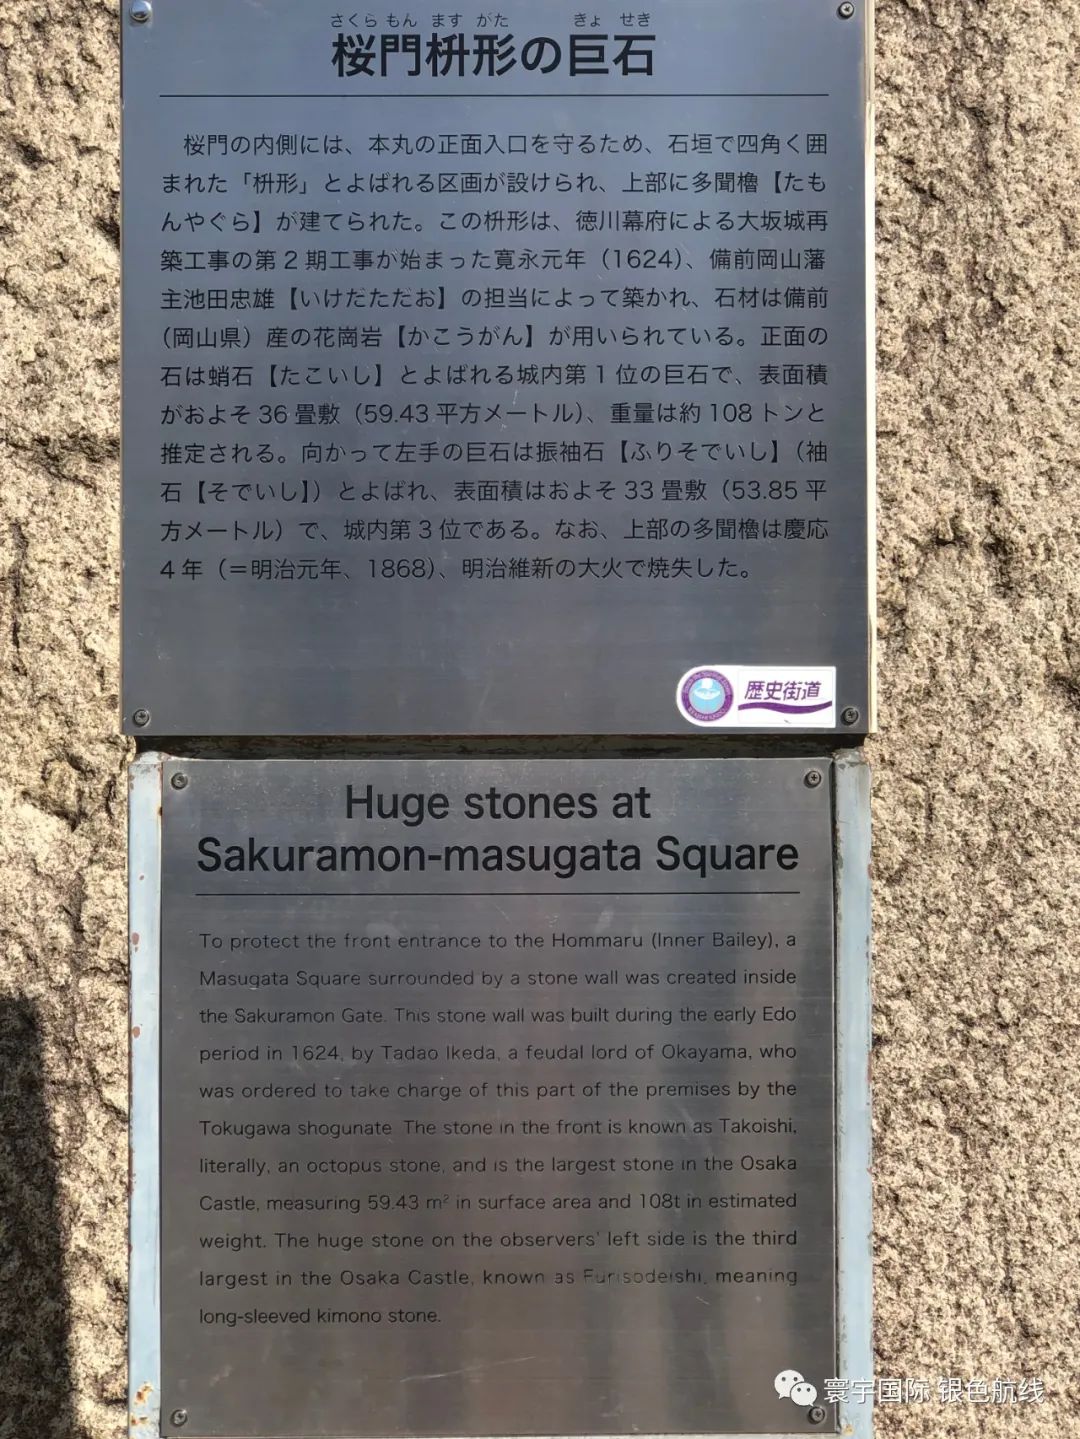 さくら もん ます がた きょ せき
桜門枡形の巨石
桜門の内側には、本丸の正面入口を守るため、石垣で四角く囲
まれた「枡形」とよばれる区画が設けられ、上部に多聞櫓【たも
んやぐら】が建てられた。この枡形は、徳川幕府による大坂城再
築工事の第2期工事が始まった寛永元年（1624）、備前岡山藩
主池田忠雄【いけだただお】の担当によって築かれ、石材は備前
（岡山県）産の花崗岩【かこうがん】が用いられている。正面の
石は蛸石【たこいし】とよばれる城内第1位の巨石で、表面積
がおよそ36畳敷（59.43平方メートル）、重量は約108トンと
推定される。向かって左手の巨石は振袖石【ふりそでいし】（袖
石【そでいし】）とよばれ、表面積はおよそ33畳敷（53.85平
方メートル）で、城内第3位である。なお、上部の多聞櫓は慶応
4年（＝明治元年、1868）、明治維新の大火で焼失した。
歴史街道
Huge stones at
Sakuramon-masugata Square
To protect the front entrance to the Hommaru (Inner Bailey), a
Masugata Square surrounded by a stone wall was created inside
the Sakuramon Gate. This stone wall was built during the early Edo
period in 1624, by Tadao Ikeda, a feudal lord of Okayama, who
was ordered to take charge of this part of the premises by the
Tokugawa shogunate. The stone in the front is known as Takoishi,
literally, an octopus stone, and is the largest stone in the Osaka
Castle, measuring 59.43 m² in surface area and 108t in estimated
weight. The huge stone on the observers' left side is the third
largest in the Osaka Castle, known as Furisodeishi, meaning
long-sleeved kimono stone.
寰宇国际 银色航线